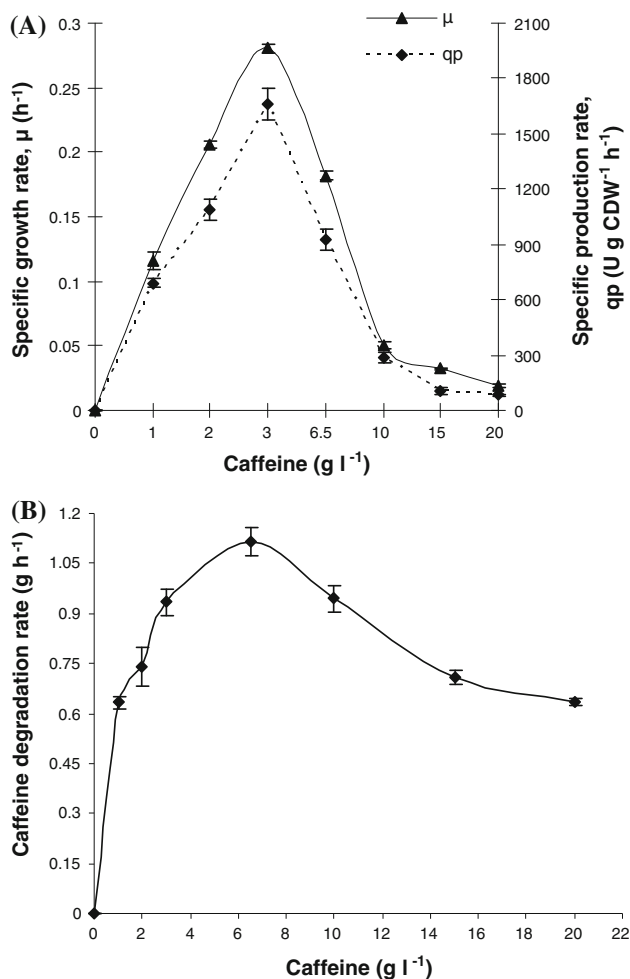 (A)
μ
qp
0.3
0.25
0.2
0.15
0.1
0.05
0
Specific growth rate, μ (h-1)
2100
1800
1500
1200
900
600
300
0
Specific production rate,
qp (U g CDW-1 h-1)
0 1 2 3 6.5 10 15 20
Caffeine (g l -1)
(B)
1.2
1.05
0.9
0.75
0.6
0.45
0.3
0.15
0
Caffeine degradation rate (g h-1)
0 2 4 6 8 10 12 14 16 18 20 22
Caffeine (g l -1)